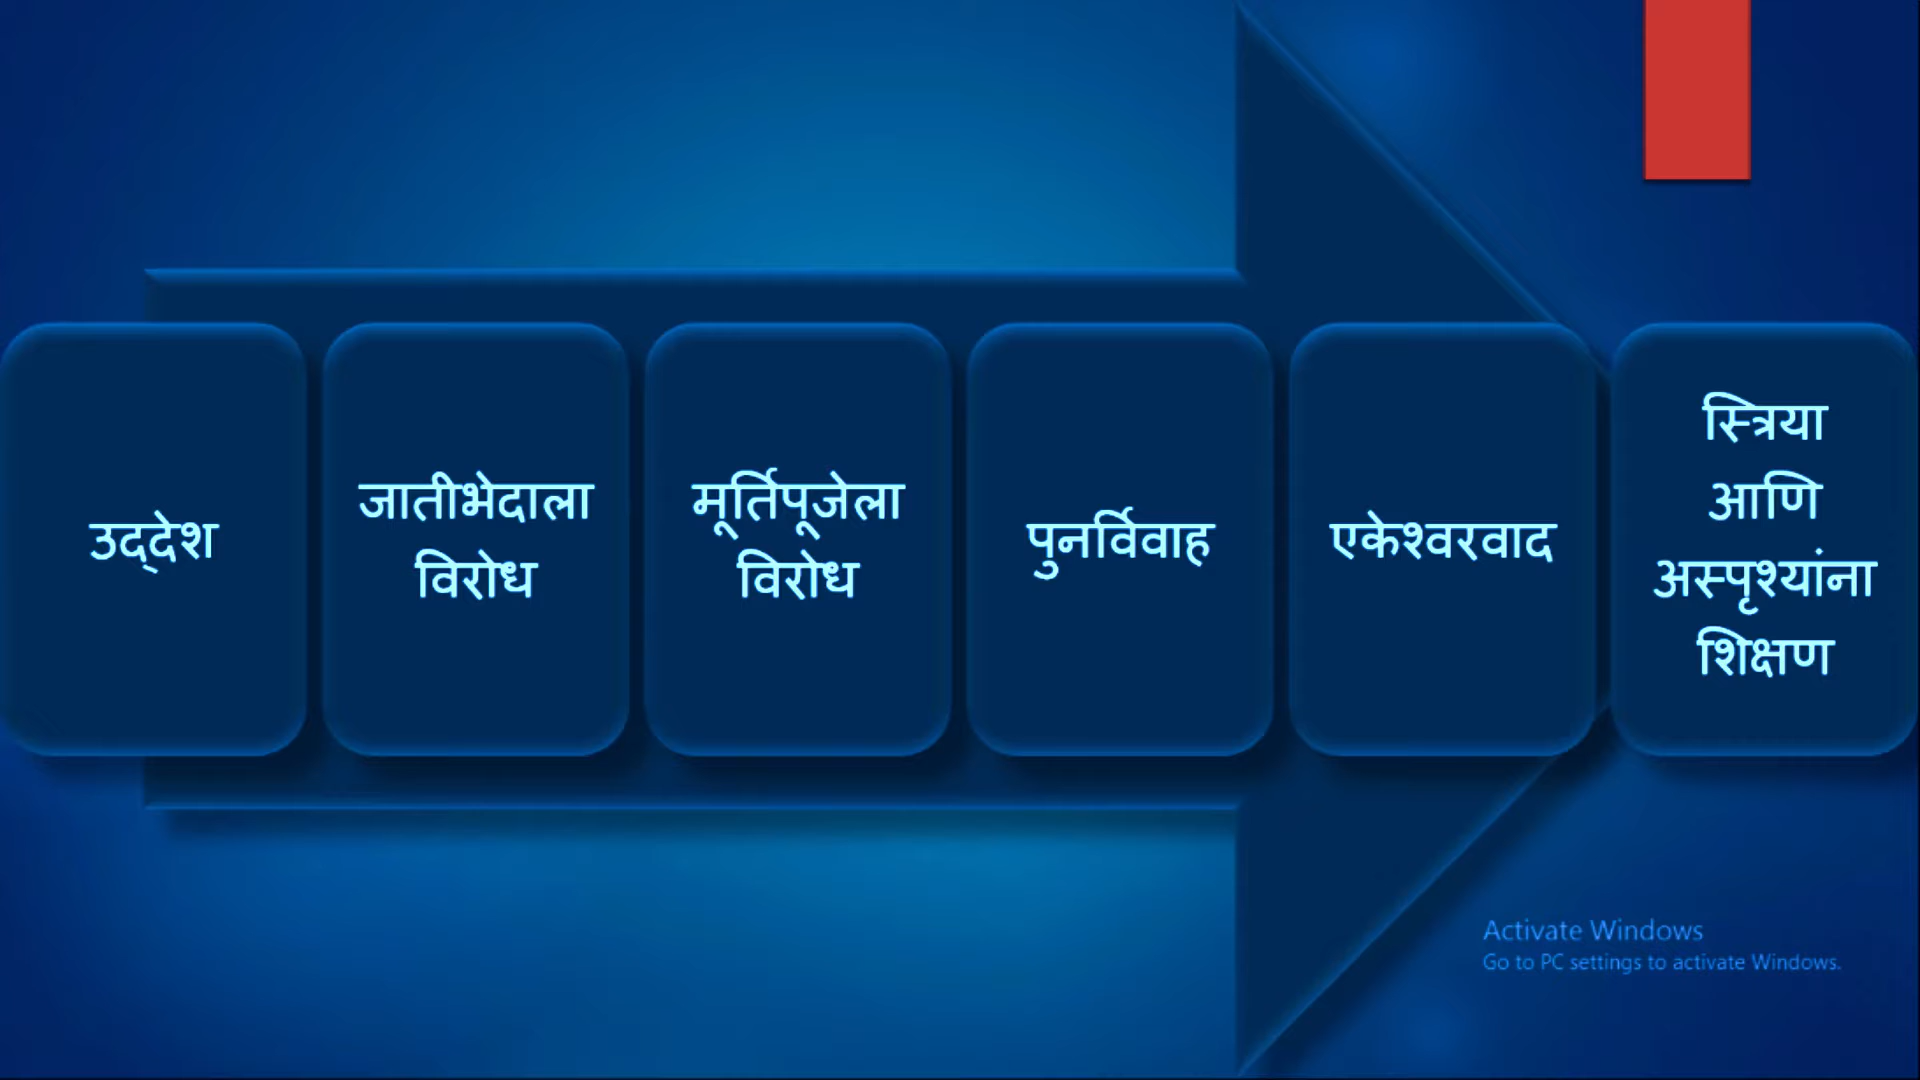 उद्‌देश
जातीभेदाला
विरोध
मूर्तिपूजेला
विरोध
पुनर्विवाह
एकेश्वरवाद
स्त्रिया
आणि
अस्पृश्यांना
शिक्षण
Activate Windows
Go to PC settings to activate Windows.